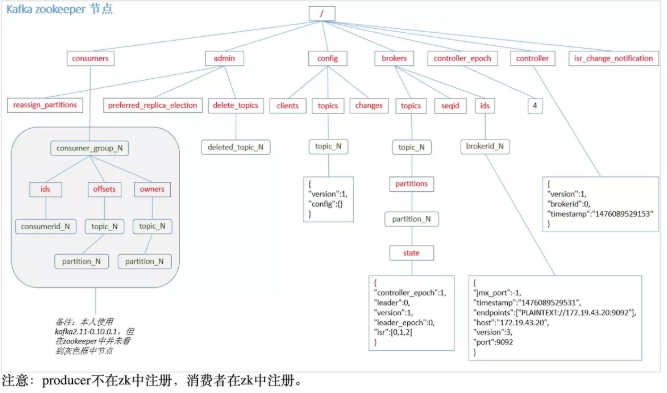 Kafka zookeeper 节点
/
consumers
admin
config
brokers
controller_epoch
controller
isr_change_notification
reassign_partitions
preferred_replica_election
delete_topics
clients
topics
changes
topics
seqid
ids
4
consumer_group_N
deleted_topic_N
topic_N
topic_N
brokerid_N
ids
offsets
owners
consumerid_N
topic_N
topic_N
partition_N
partition_N
{
"version":1,
"config":{}
}
partitions
partition_N
state
{
"version":1,
"brokerid":0,
"timestamp":"1476089529153"
}
{
"controller_epoch":1,
"leader":0,
"version":1,
"leader_epoch":0,
"isr":[0,1,2]
}
{
"jmx_port":-1,
"timestamp":"1476089529531",
"endpoints":["PLAINTEXT://172.19.43.20:9092"],
"host":"172.19.43.20",
"version":3,
"port":9092
}
备注：本人使用
kafka2.11-0.10.0.1，但
在zookeeper中并未看
到灰色框中节点
注意：producer不在zk中注册，消费者在zk中注册。